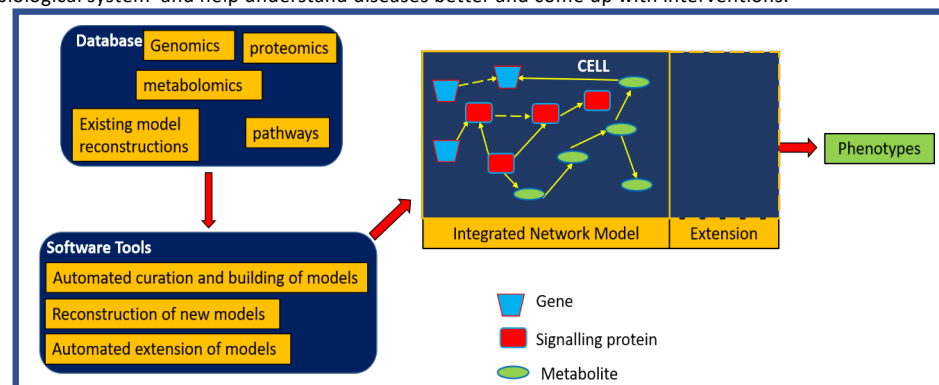 biological system and help understand diseases better and come up with interventions.
Database
Genomics
proteomics
metabolomics
Existing model
reconstructions
pathways
Software Tools
Automated curation and building of models
Reconstruction of new models
Automated extension of models
CELL
Integrated Network Model
Extension
Phenotypes
Gene
Signalling protein
Metabolite